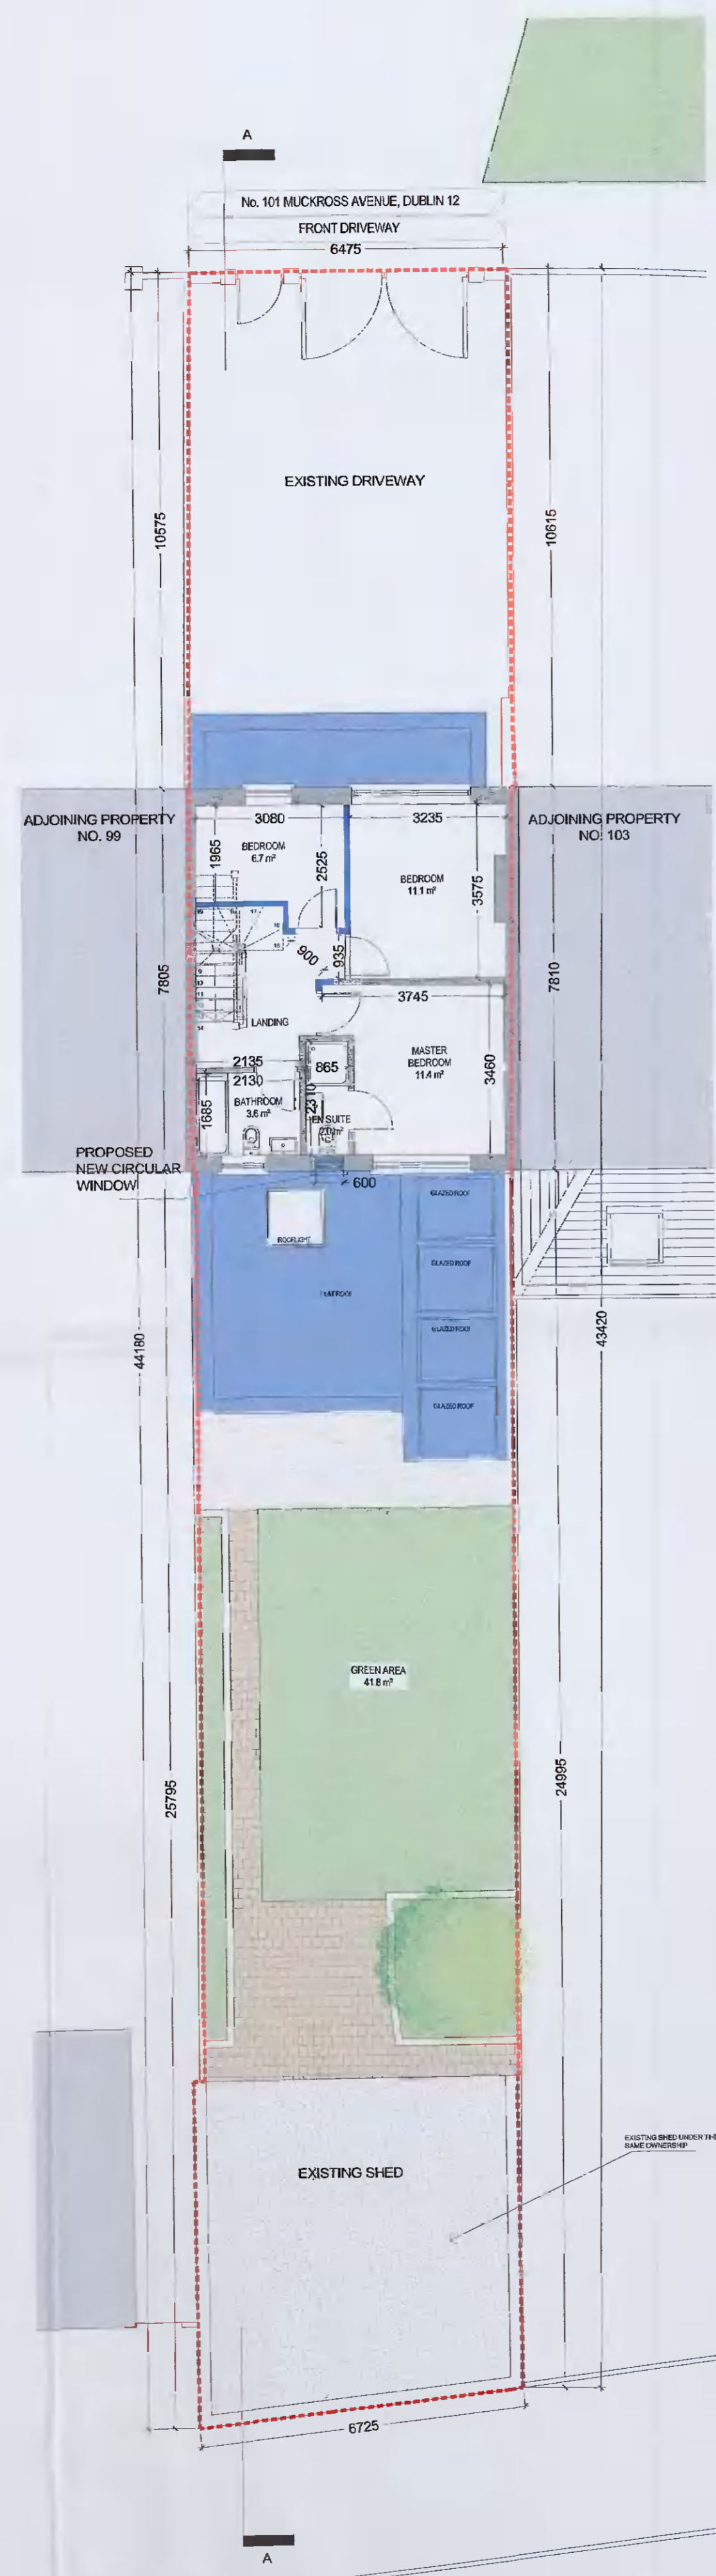 A
No. 101 MUCKROSS AVENUE, DUBLIN 12
FRONT DRIVEWAY
6475
EXISTING DRIVEWAY
10575
10615
ADJOINING PROPERTY
NO. 99
ADJOINING PROPERTY
NO. 103
3080
3235
BEDROOM
6.7 m²
1965
2525
BEDROOM
11.1 m²
3575
900
935
7805
7810
3745
LANDING
MASTER
BEDROOM
11.4 m²
3460
2135
865
2130
BATHROOM
3.6 m²
1685
2310
EN SUITE
PROPOSED
NEW CIRCULAR
WINDOW
600
ROOFLIGHT
FLAT ROOF
GLAZED ROOF
GLAZED ROOF
GLAZED ROOF
GLAZED ROOF
44180
43420
GREEN AREA
41.8 m²
25795
24995
EXISTING SHED
EXISTING SHED UNDER THE
SAME OWNERSHIP
6725
A